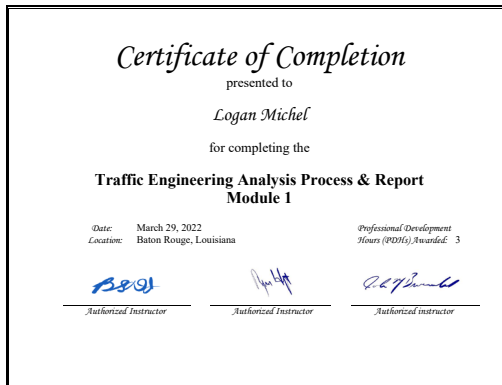 Certificate of Completion
presented to
Logan Michel
for completing the
Traffic Engineering Analysis Process & Report
Module 1
Date: March 29, 2022
Location: Baton Rouge, Louisiana
Professional Development
Hours (PDHs) Awarded: 3
Authorized Instructor
Authorized Instructor
Authorized instructor